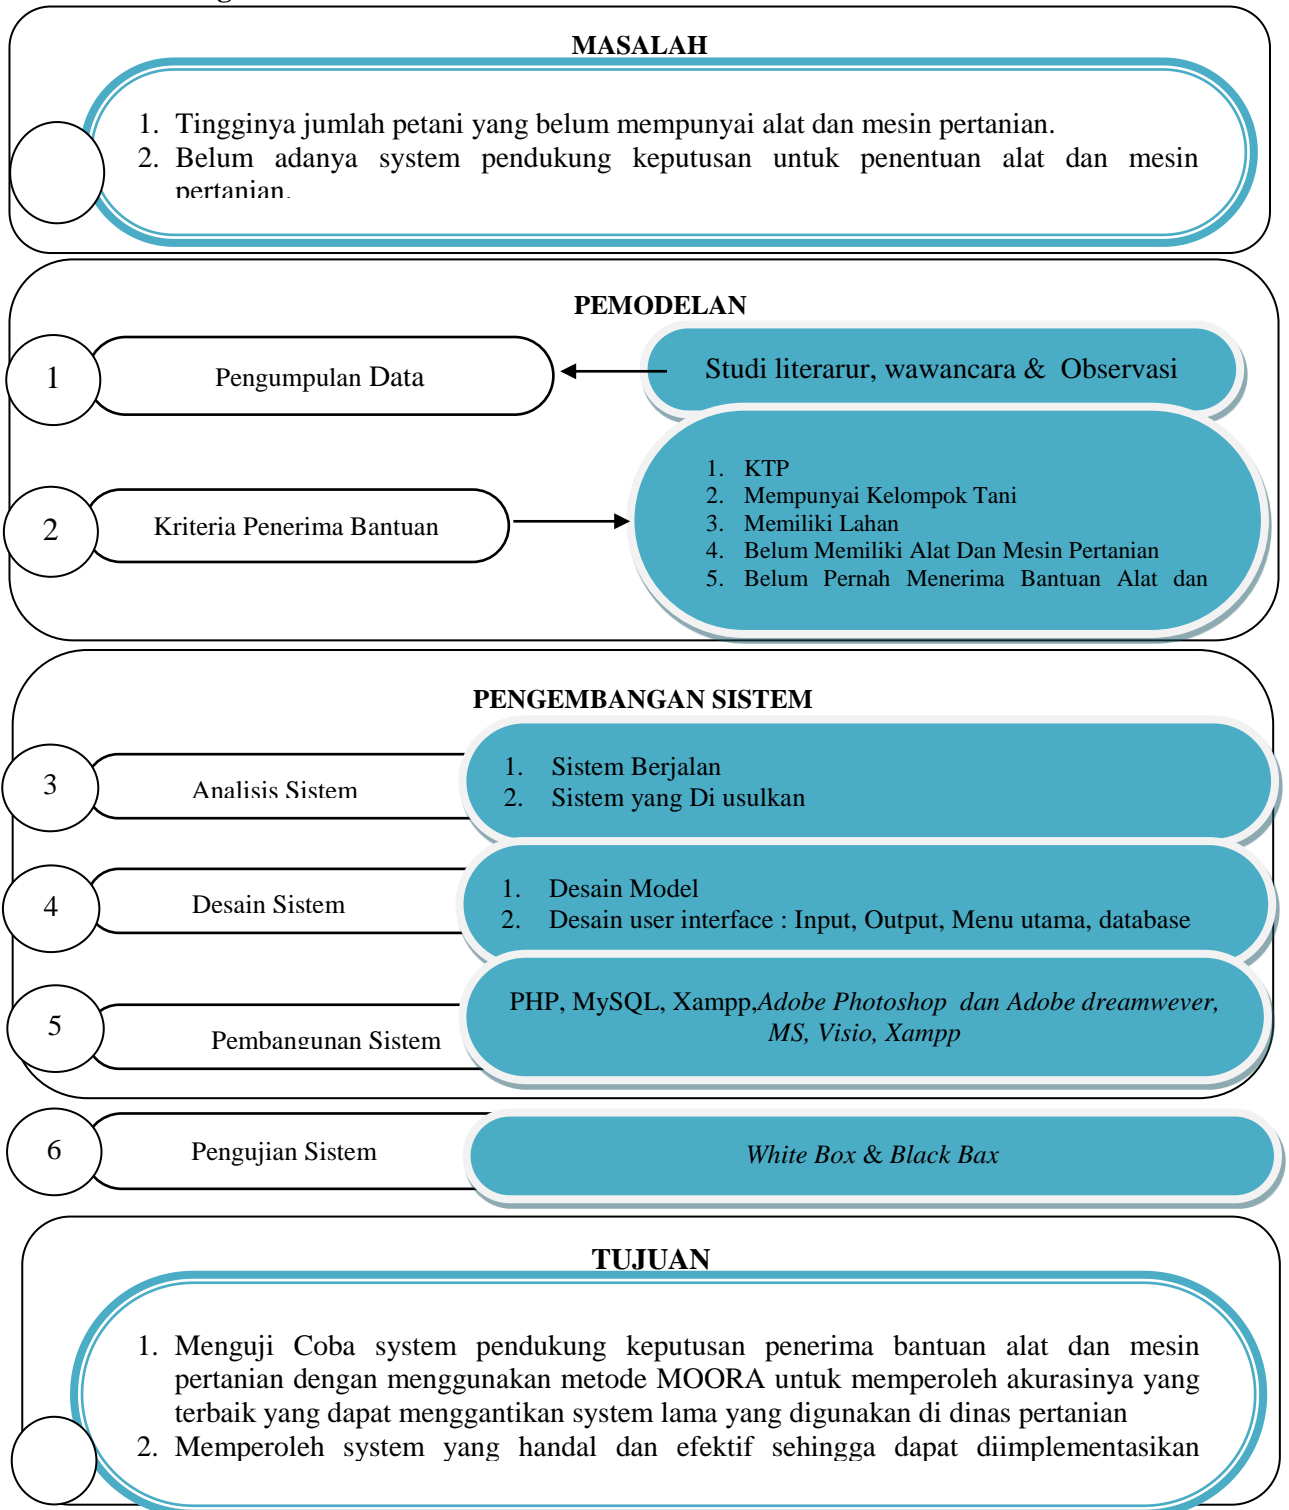 MASALAH
1. Tingginya jumlah petani yang belum mempunyai alat dan mesin pertanian.
2. Belum adanya system pendukung keputusan untuk penentuan alat dan mesin
pertanian.
PEMODELAN
1
Pengumpulan Data
Studi literarur, wawancara & Observasi
2
Kriteria Penerima Bantuan
1. KTP
2. Mempunyai Kelompok Tani
3. Memiliki Lahan
4. Belum Memiliki Alat Dan Mesin Pertanian
5. Belum Pernah Menerima Bantuan Alat dan
PENGEMBANGAN SISTEM
3
Analisis Sistem
1. Sistem Berjalan
2. Sistem yang Di usulkan
4
Desain Sistem
1. Desain Model
2. Desain user interface : Input, Output, Menu utama, database
5
Pembangunan Sistem
PHP, MySQL, Xampp,Adobe Photoshop dan Adobe dreamwever,
MS, Visio, Xampp
6
Pengujian Sistem
White Box & Black Bax
TUJUAN
1. Menguji Coba system pendukung keputusan penerima bantuan alat dan mesin
pertanian dengan menggunakan metode MOORA untuk memperoleh akurasinya yang
terbaik yang dapat menggantikan system lama yang digunakan di dinas pertanian
2. Memperoleh system yang handal dan efektif sehingga dapat diimplementasikan